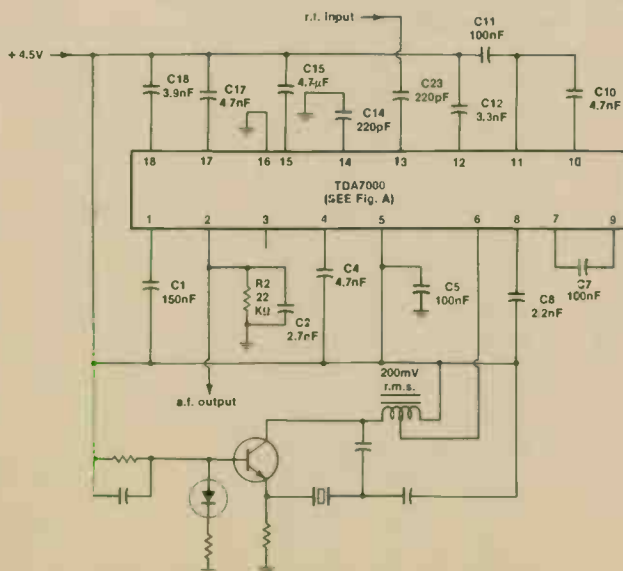 r.f. input
+ 4.5V
C11
100nF
C18
3.9nF
C17
4.7nF
C15
4.7µF
C14
220pF
C23
220pF
C12
3.3nF
C10
4.7nF
18 17 16 15 14 13 12 11 10
TDA7000
(SEE Fig. A)
1 2 3 4 5 6 8 7 9
C1
150nF
R2
22
KΩ
C2
2.7nF
C4
4.7nF
C5
100nF
C8
2.2nF
C7
100nF
200mV
r.m.s.
a.f. output